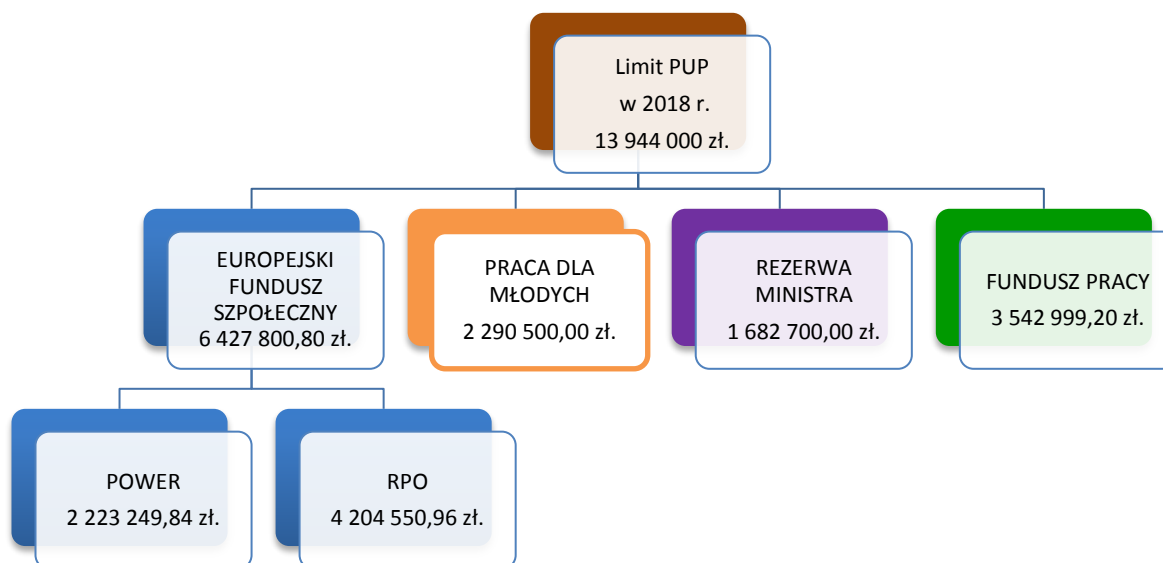 Limit PUP
w 2018 r.
13 944 000 zł.
EUROPEJSKI
FUNDUSZ
SZPOŁECZNY
6 427 800,80 zł.
PRACA DLA
MŁODYCH
2 290 500,00 zł.
REZERWA
MINISTRA
1 682 700,00 zł.
FUNDUSZ PRACY
3 542 999,20 zł.
POWER
2 223 249,84 zł.
RPO
4 204 550,96 zł.